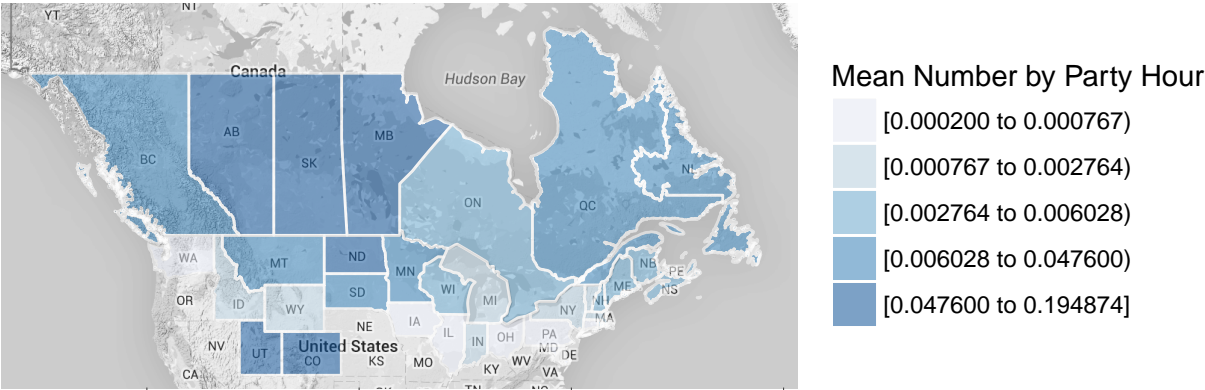 YT
NT
Canada
Hudson Bay
AB
SK
MB
BC
ON
QC
NL
WA
MT
ND
MN
NB
PE
ME
NS
OR
ID
WY
SD
WI
MI
NY
NH
MA
NV
UT
CO
NE
IA
IL
IN
OH
PA
MD
DE
United States
KS
MO
KY
WV
VA
CA
Mean Number by Party Hour
[0.000200 to 0.000767)
[0.000767 to 0.002764)
[0.002764 to 0.006028)
[0.006028 to 0.047600)
[0.047600 to 0.194874]